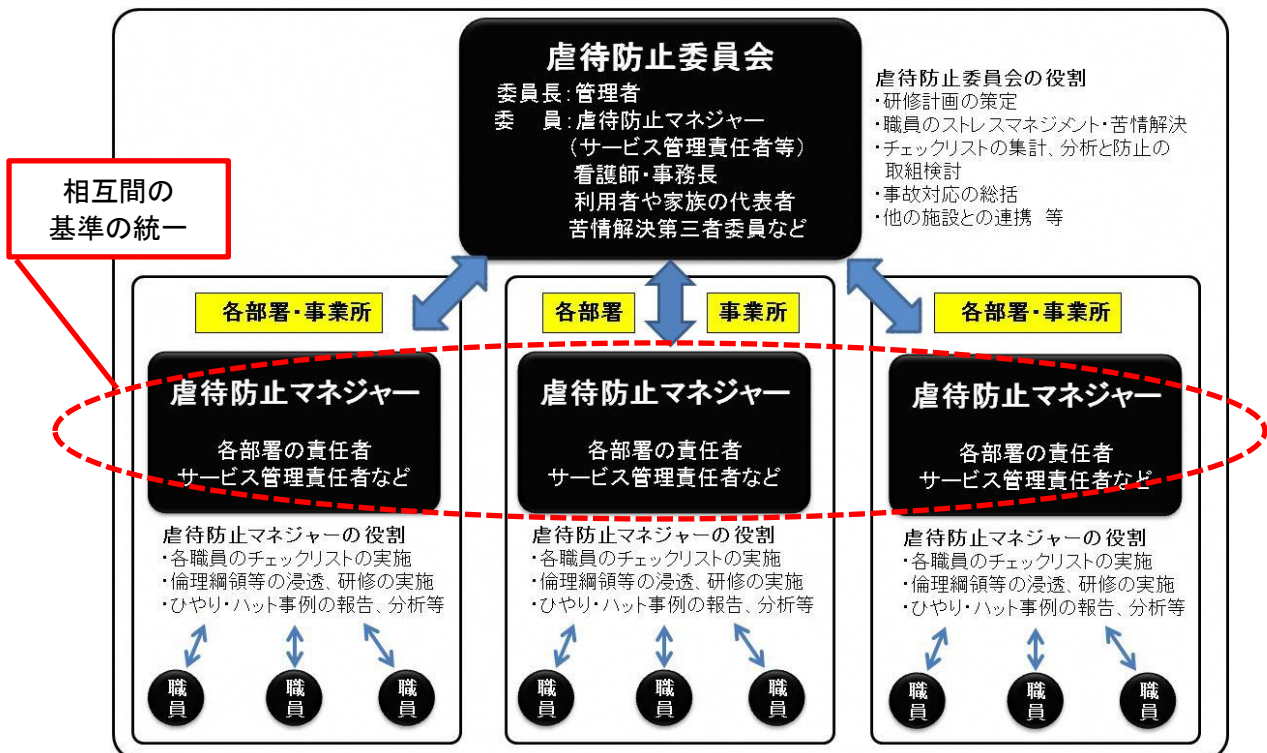 虐待防止委員会
委員長：管理者
委　員：虐待防止マネジャー
（サービス管理責任者等）
看護師・事務長
利用者や家族の代表者
苦情解決第三者委員など
虐待防止委員会の役割
・研修計画の策定
・職員のストレスマネジメント・苦情解決
・チェックリストの集計、分析と防止の
取組検討
・事故対応の総括
・他の施設との連携　等
相互間の
基準の統一
各部署・事業所
虐待防止マネジャー
各部署の責任者
サービス管理責任者など
虐待防止マネジャーの役割
・各職員のチェックリストの実施
・倫理綱領等の浸透、研修の実施
・ひやり・ハット事例の報告、分析等
職員
職員
職員
各部署
事業所
虐待防止マネジャー
各部署の責任者
サービス管理責任者など
虐待防止マネジャーの役割
・各職員のチェックリストの実施
・倫理綱領等の浸透、研修の実施
・ひやり・ハット事例の報告、分析等
職員
職員
職員
各部署・事業所
虐待防止マネジャー
各部署の責任者
サービス管理責任者など
虐待防止マネジャーの役割
・各職員のチェックリストの実施
・倫理綱領等の浸透、研修の実施
・ひやり・ハット事例の報告、分析等
職員
職員
職員